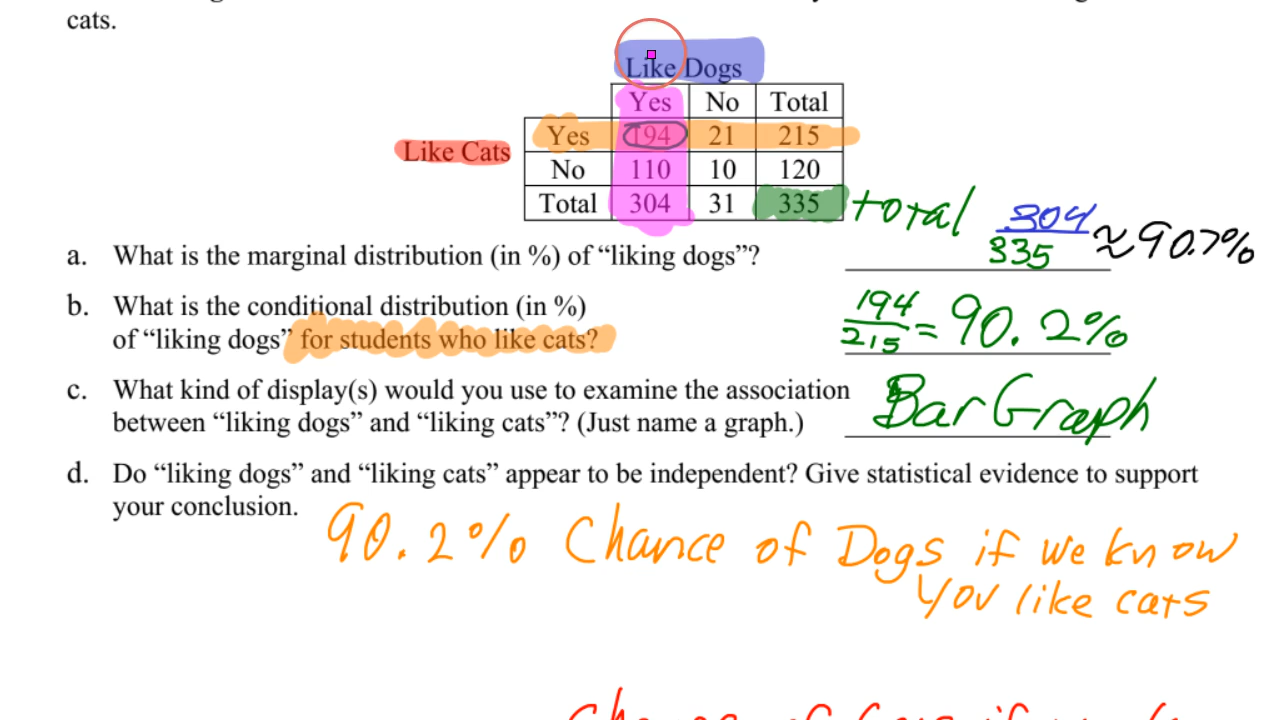 cats.
Like Dogs
Yes No Total
Like Cats
Yes 194 21 215
No 110 10 120
Total 304 31 335
total 304/335 ≈90.7%
a. What is the marginal distribution (in %) of “liking dogs”?
b. What is the conditional distribution (in %)
of “liking dogs” for students who like cats?
194/215 = 90.2%
c. What kind of display(s) would you use to examine the association
between “liking dogs” and “liking cats”? (Just name a graph.)
Bar Graph
d. Do “liking dogs” and “liking cats” appear to be independent? Give statistical evidence to support
your conclusion.
90.2% Chance of Dogs if we know
you like cats